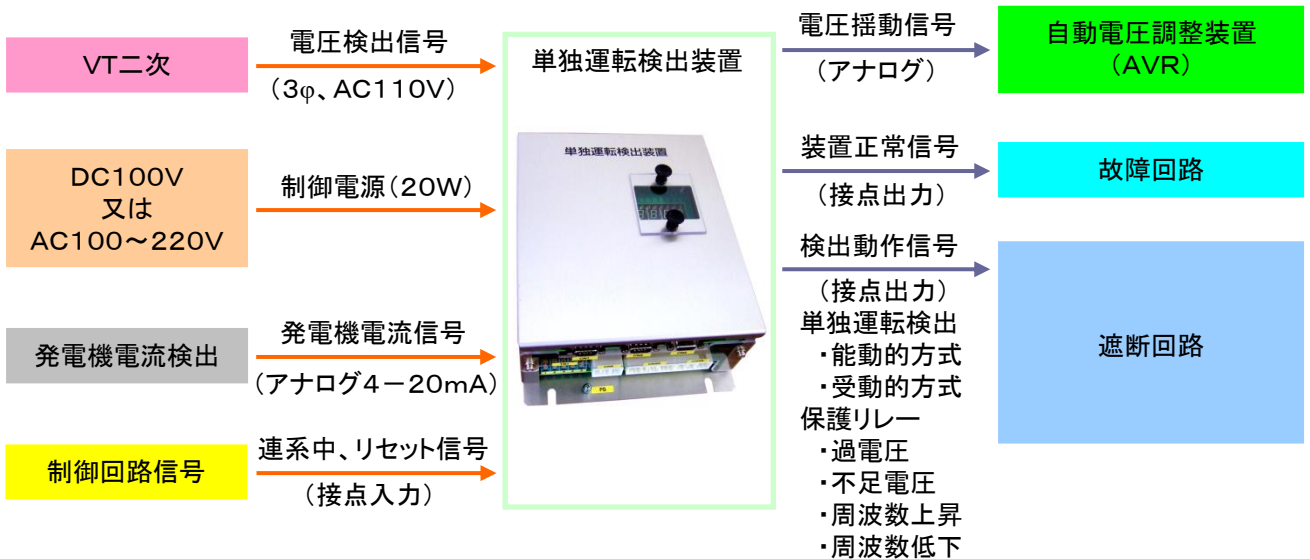 VT二次
電圧検出信号
(3φ、AC110V)
DC100V
又は
AC100～220V
制御電源(20W)
発電機電流検出
発電機電流信号
(アナログ4－20mA)
制御回路信号
連系中、リセット信号
(接点入力)
単独運転検出装置
単独運転検出装置
電圧揺動信号
(アナログ)
自動電圧調整装置
(AVR)
装置正常信号
(接点出力)
故障回路
検出動作信号
(接点出力)
単独運転検出
・能動的方式
・受動的方式
保護リレー
・過電圧
・不足電圧
・周波数上昇
・周波数低下
遮断回路